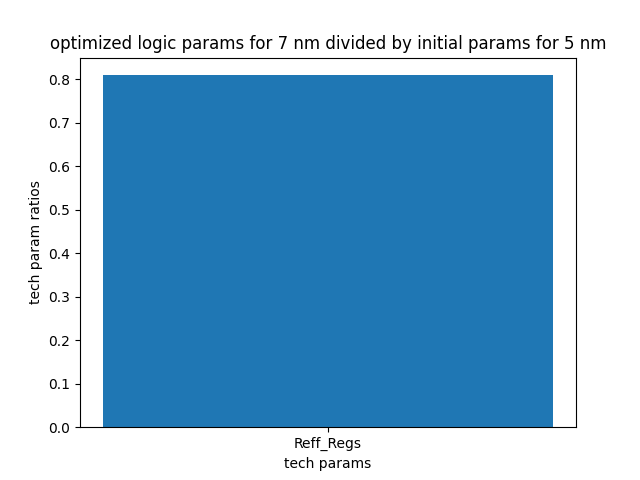 optimized logic params for 7 nm divided by initial params for 5 nm
tech param ratios
0.8
0.7
0.6
0.5
0.4
0.3
0.2
0.1
0.0
Reff_Regs
tech params